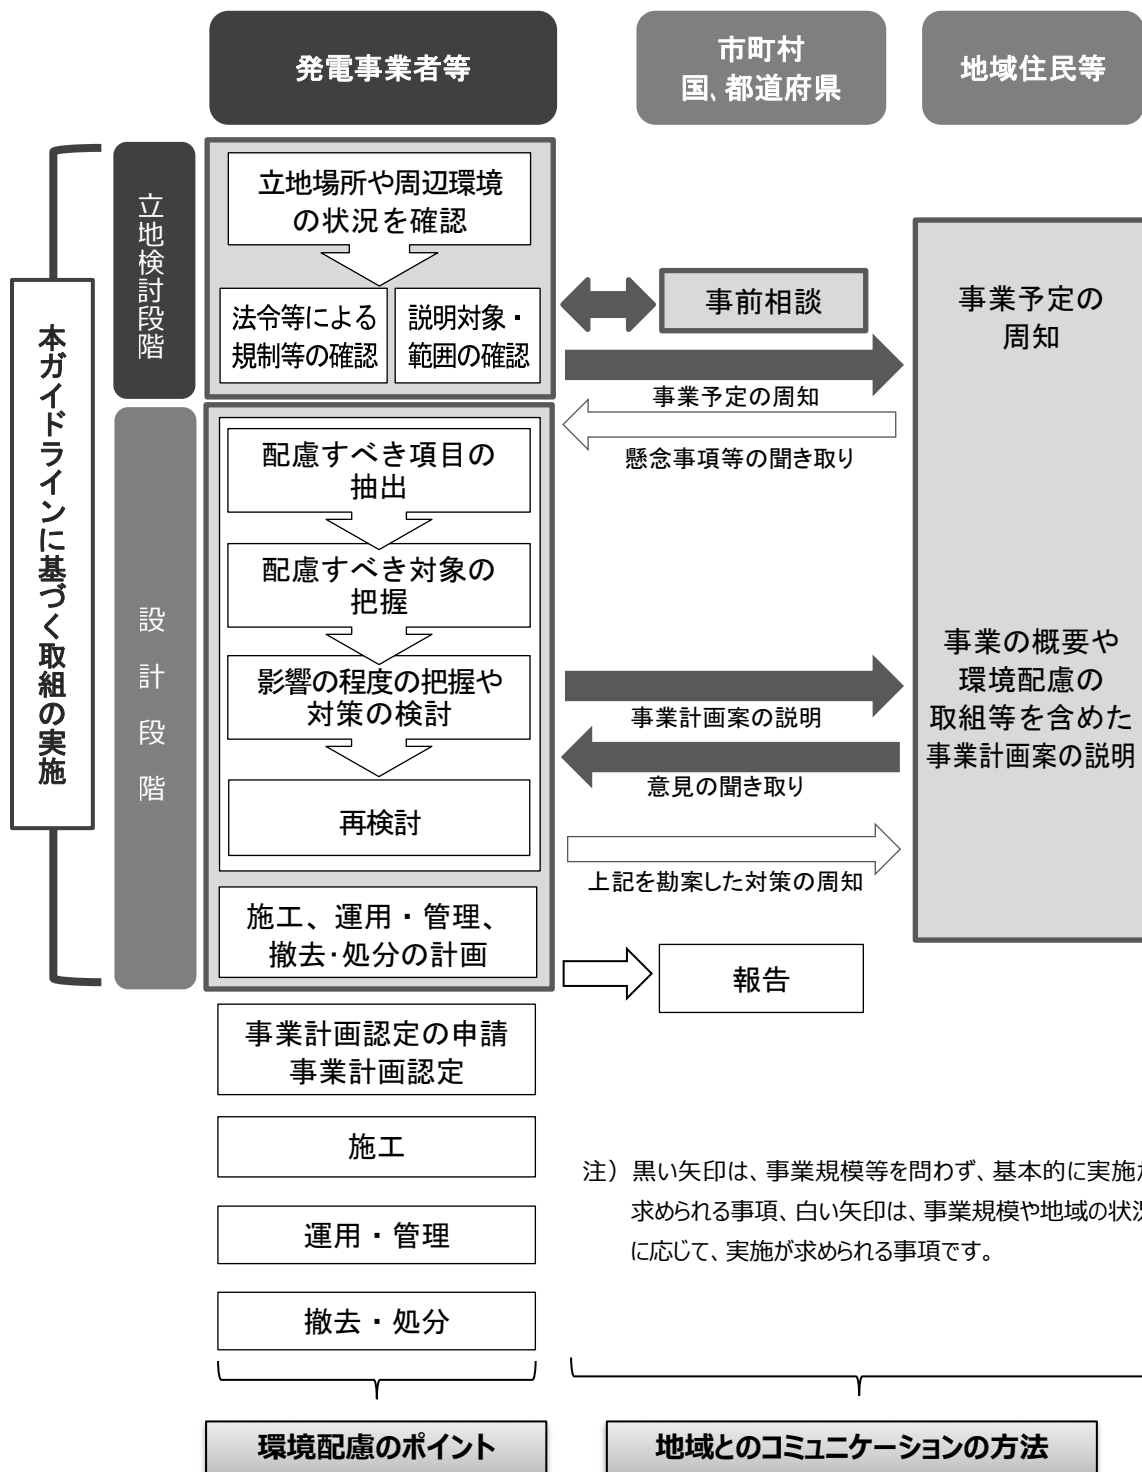 発電事業者等
市町村
国、都道府県
地域住民等
本ガイドラインに基づく取組の実施
立地検討段階
立地場所や周辺環境
の状況を確認
法令等による
規制等の確認
説明対象・
範囲の確認
事前相談
事業予定の
周知
事業予定の周知
懸念事項等の聞き取り
設計段階
配慮すべき項目の
抽出
配慮すべき対象の
把握
影響の程度の把握や
対策の検討
再検討
事業計画案の説明
意見の聞き取り
上記を勘案した対策の周知
事業の概要や
環境配慮の
取組等を含めた
事業計画案の説明
施工、運用・管理、
撤去・処分の計画
報告
事業計画認定の申請
事業計画認定
施工
運用・管理
撤去・処分
注）黒い矢印は、事業規模等を問わず、基本的に実施が
求められる事項、白い矢印は、事業規模や地域の状況
に応じて、実施が求められる事項です。
環境配慮のポイント
地域とのコミュニケーションの方法